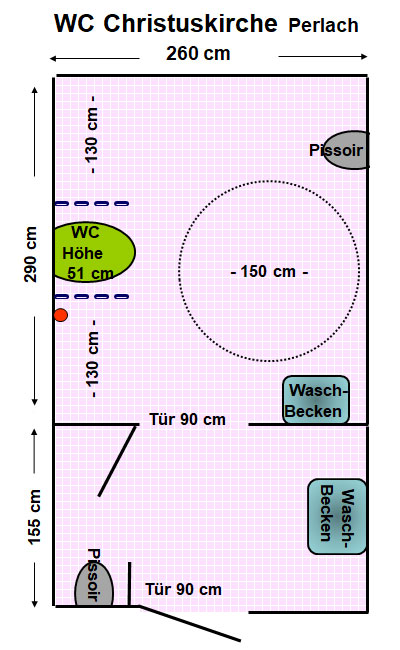 WC Christuskirche Perlach
260 cm
- 130 cm -
Pissoir
WC
Höhe
51 cm
290 cm
- 150 cm -
- 130 cm -
Wasch-
Becken
Tür 90 cm
155 cm
Wasch-
Becken
Pissoir
Tür 90 cm